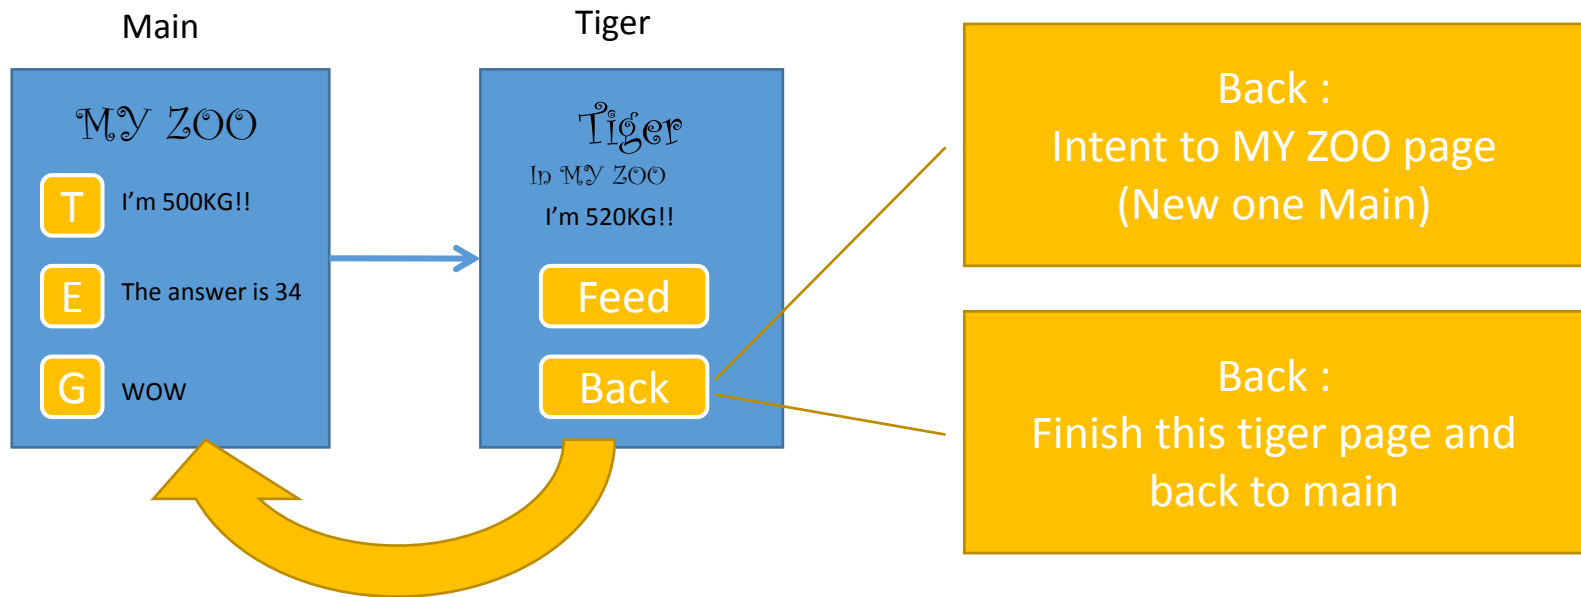 Main
MY ZOO
T
I'm 500KG!!
E
The answer is 34
G
wow
Tiger
Tiger
In MY ZOO
I'm 520KG!!
Feed
Back
Back :
Intent to MY ZOO page
(New one Main)
Back :
Finish this tiger page and
back to main